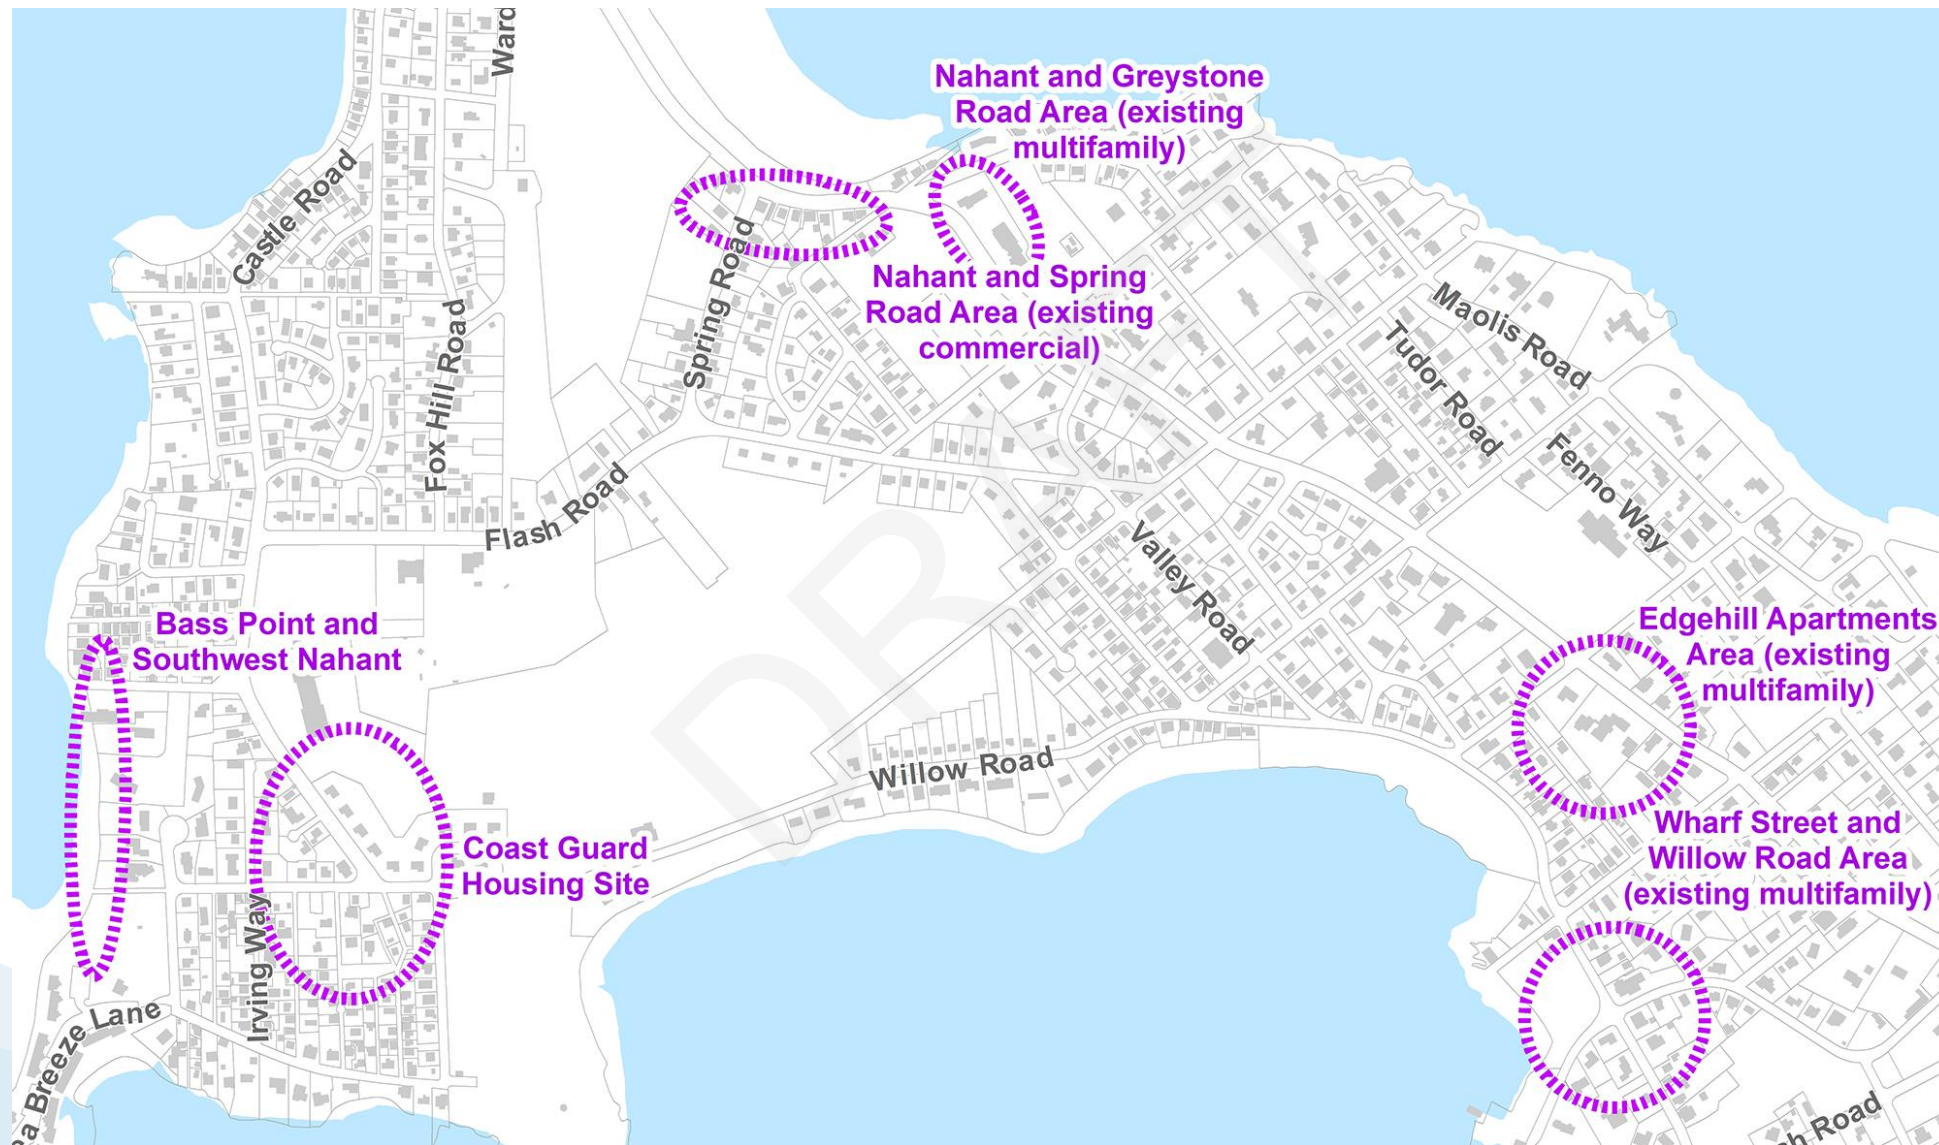 Ward
Nahant and Greystone
Road Area (existing
multifamily)
Castle Road
Spring Road
Nahant and Spring
Road Area (existing
commercial)
Maolis Road
Tudor Road
Fox Hill Road
Fenno Way
Flash Road
Valley Road
DRAFT
Bass Point and
Southwest Nahant
Edgehill Apartments
Area (existing
multifamily)
Willow Road
Coast Guard
Housing Site
Wharf Street and
Willow Road Area
(existing multifamily)
Irving Way
Breeze Lane
Road